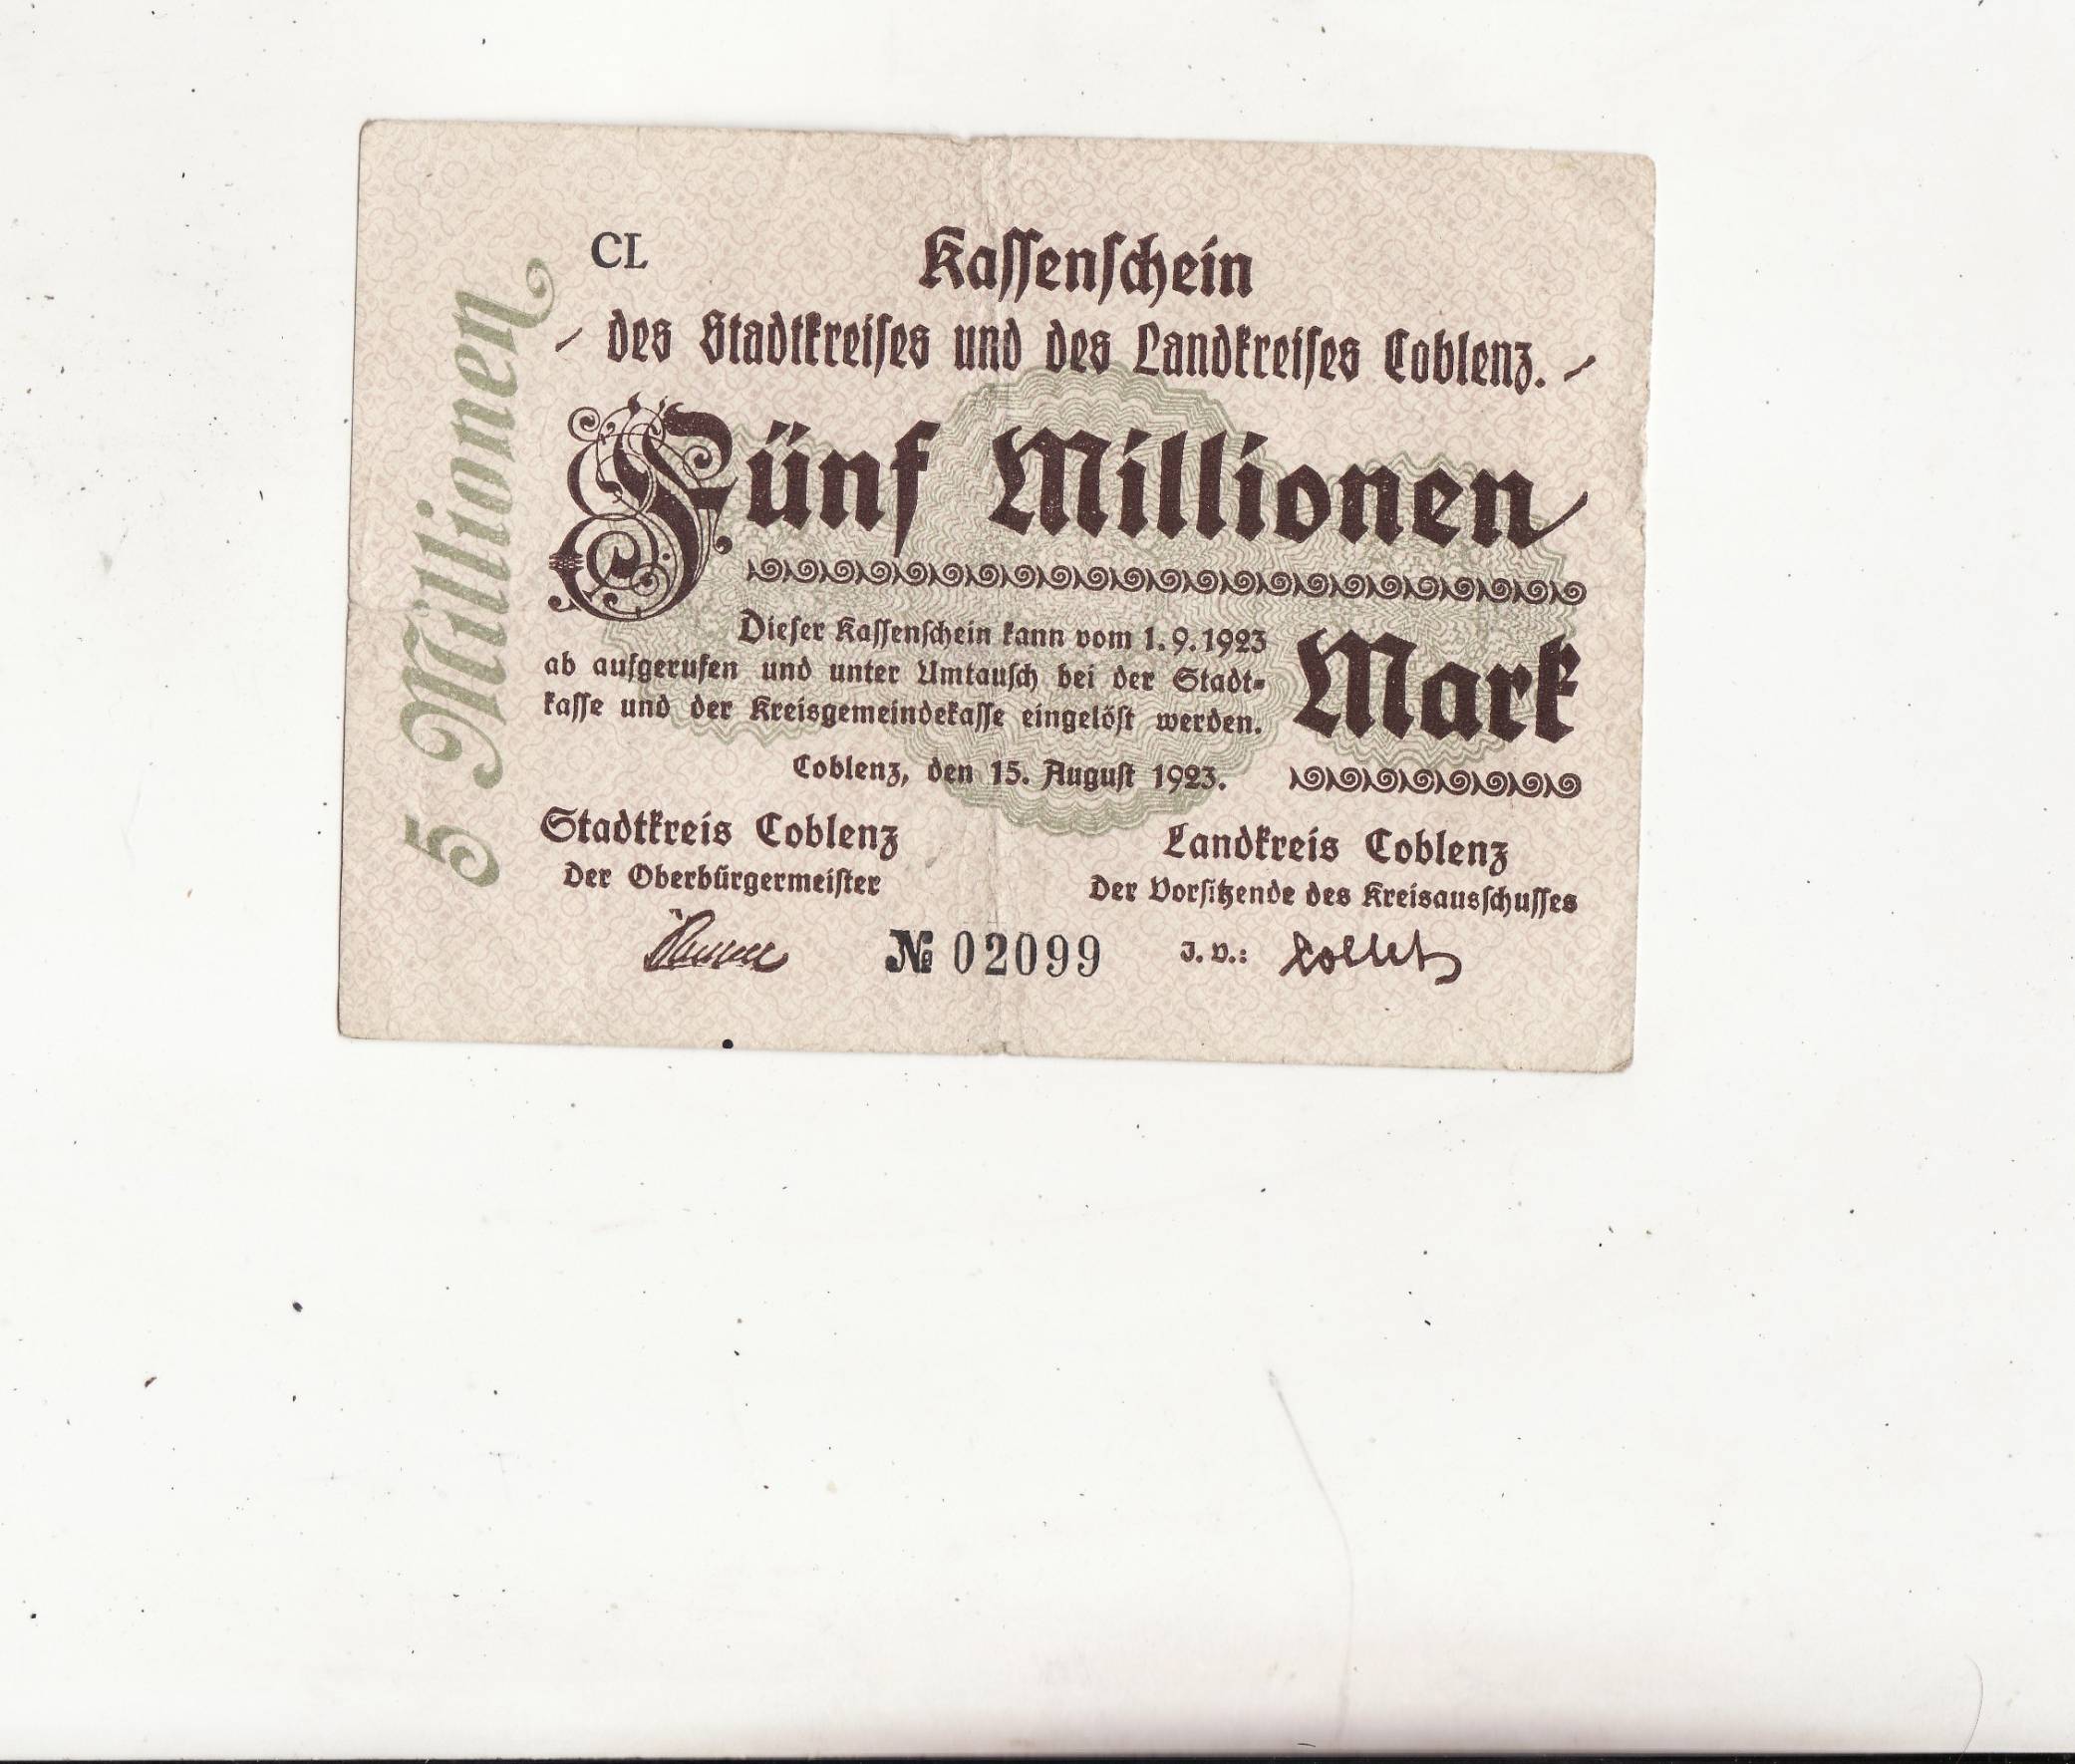 CL
Kassenschein
des Stadtkreises und des Landkreises Coblenz.
Fünf Millionen
Mark
Dieser Kassenschein kann vom 1.9.1923
ab aufgerufen und unter Umtausch bei der Stadt-
kasse und der Kreisgemeindekasse eingelöst werden.
Coblenz, den 15. August 1923.
Stadtkreis Coblenz
Der Oberbürgermeister
Landkreis Coblenz
Der Vorsitzende des Kreisausschusses
№ 02099
J. V.: Collet
5 Millionen